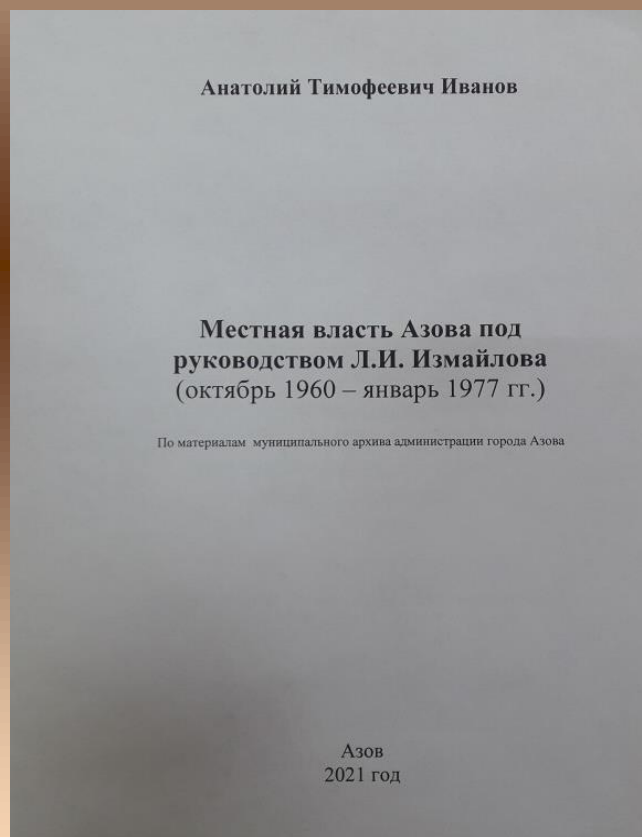 Анатолий Тимофеевич Иванов
Местная власть Азова под
руководством Л.И. Измайлова
(октябрь 1960 – январь 1977 гг.)
По материалам муниципального архива администрации города Азова
Азов
2021 год